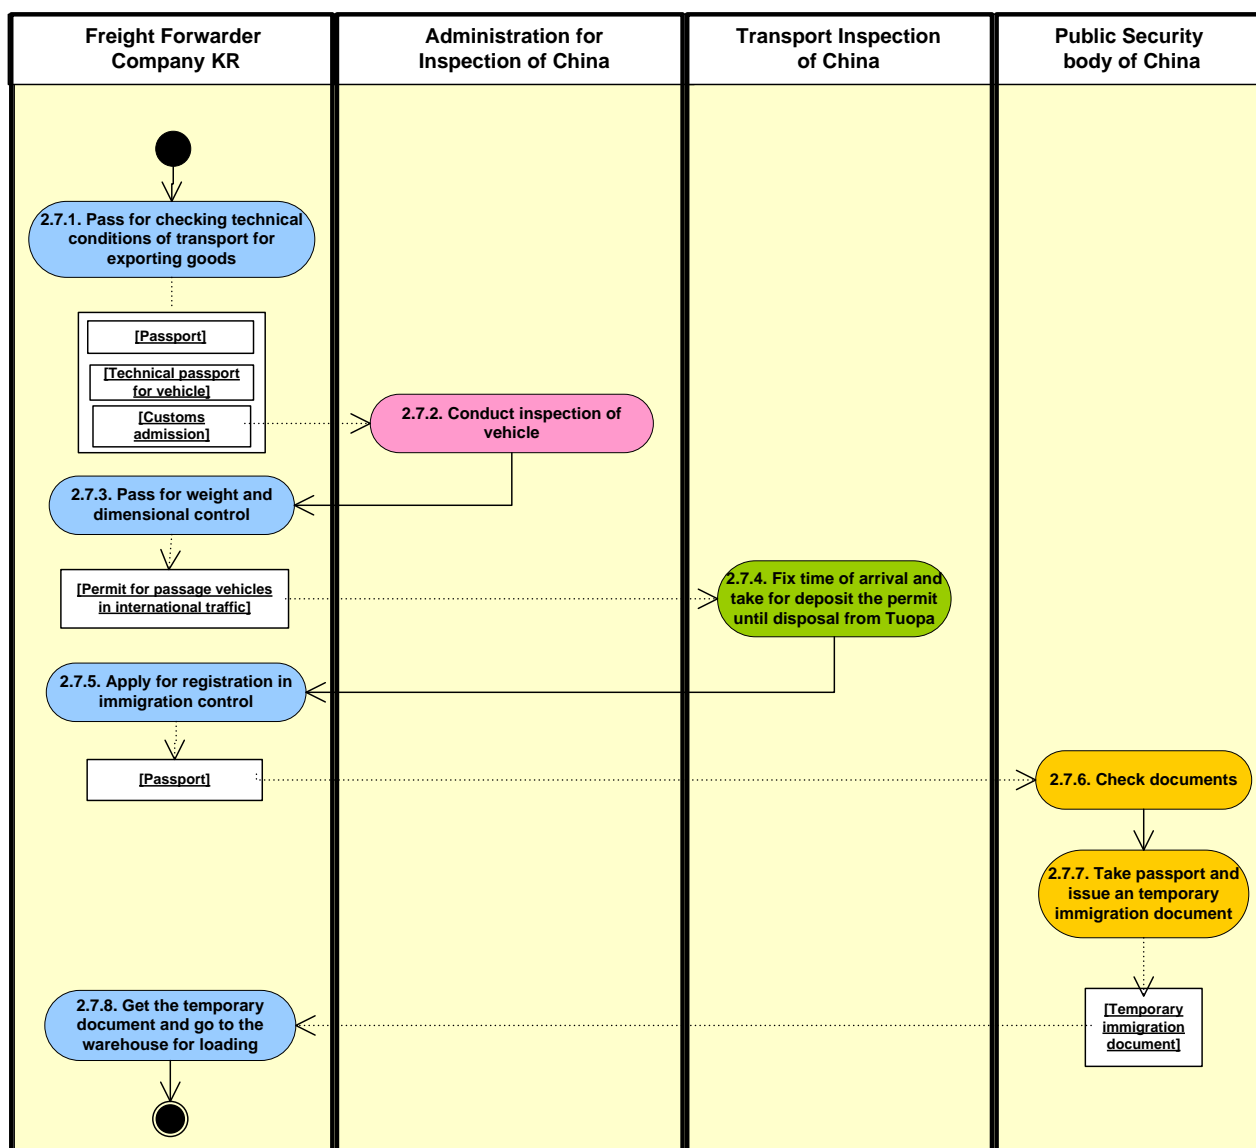 Freight Forwarder
Company KR
Administration for
Inspection of China
Transport Inspection
of China
Public Security
body of China
2.7.1. Pass for checking technical
conditions of transport for
exporting goods
[Passport]
[Technical passport
for vehicle]
[Customs
admission]
2.7.2. Conduct inspection of
vehicle
2.7.3. Pass for weight and
dimensional control
[Permit for passage vehicles
in international traffic]
2.7.4. Fix time of arrival and
take for deposit the permit
until disposal from Tuopa
2.7.5. Apply for registration in
immigration control
[Passport]
2.7.6. Check documents
2.7.7. Take passport and
issue an temporary
immigration document
[Temporary
immigration
document]
2.7.8. Get the temporary
document and go to the
warehouse for loading